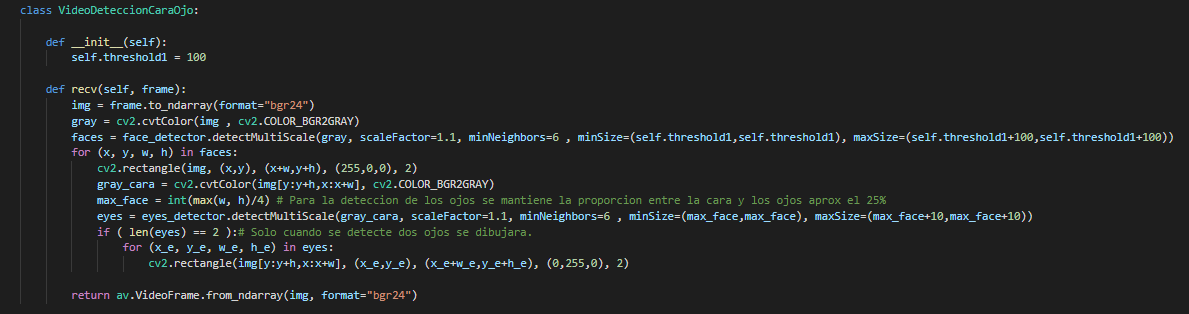 class VideoDeteccionCaraOjo:
def __init__(self):
self.threshold1 = 100
def recv(self, frame):
img = frame.to_ndarray(format="bgr24")
gray = cv2.cvtColor(img , cv2.COLOR_BGR2GRAY)
faces = face_detector.detectMultiScale(gray, scaleFactor=1.1, minNeighbors=6 , minSize=(self.threshold1,self.threshold1), maxSize=(self.threshold1+100,self.threshold1+100))
for (x, y, w, h) in faces:
cv2.rectangle(img, (x,y), (x+w,y+h), (255,0,0), 2)
gray_cara = cv2.cvtColor(img[y:y+h,x:x+w], cv2.COLOR_BGR2GRAY)
max_face = int(max(w, h)/4) # Para la deteccion de los ojos se mantiene la proporcion entre la cara y los ojos aprox el 25%
eyes = eyes_detector.detectMultiScale(gray_cara, scaleFactor=1.1, minNeighbors=6 , minSize=(max_face,max_face), maxSize=(max_face+10,max_face+10))
if ( len(eyes) == 2 ):# Solo cuando se detecte dos ojos se dibujara.
for (x_e, y_e, w_e, h_e) in eyes:
cv2.rectangle(img[y:y+h,x:x+w], (x_e,y_e), (x_e+w_e,y_e+h_e), (0,255,0), 2)
return av.VideoFrame.from_ndarray(img, format="bgr24")